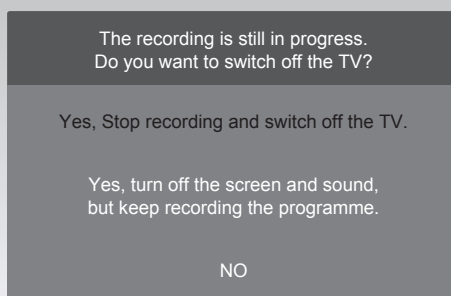 The recording is still in progress.
Do you want to switch off the TV?
Yes, Stop recording and switch off the TV.
Yes, turn off the screen and sound,
but keep recording the programme.
NO